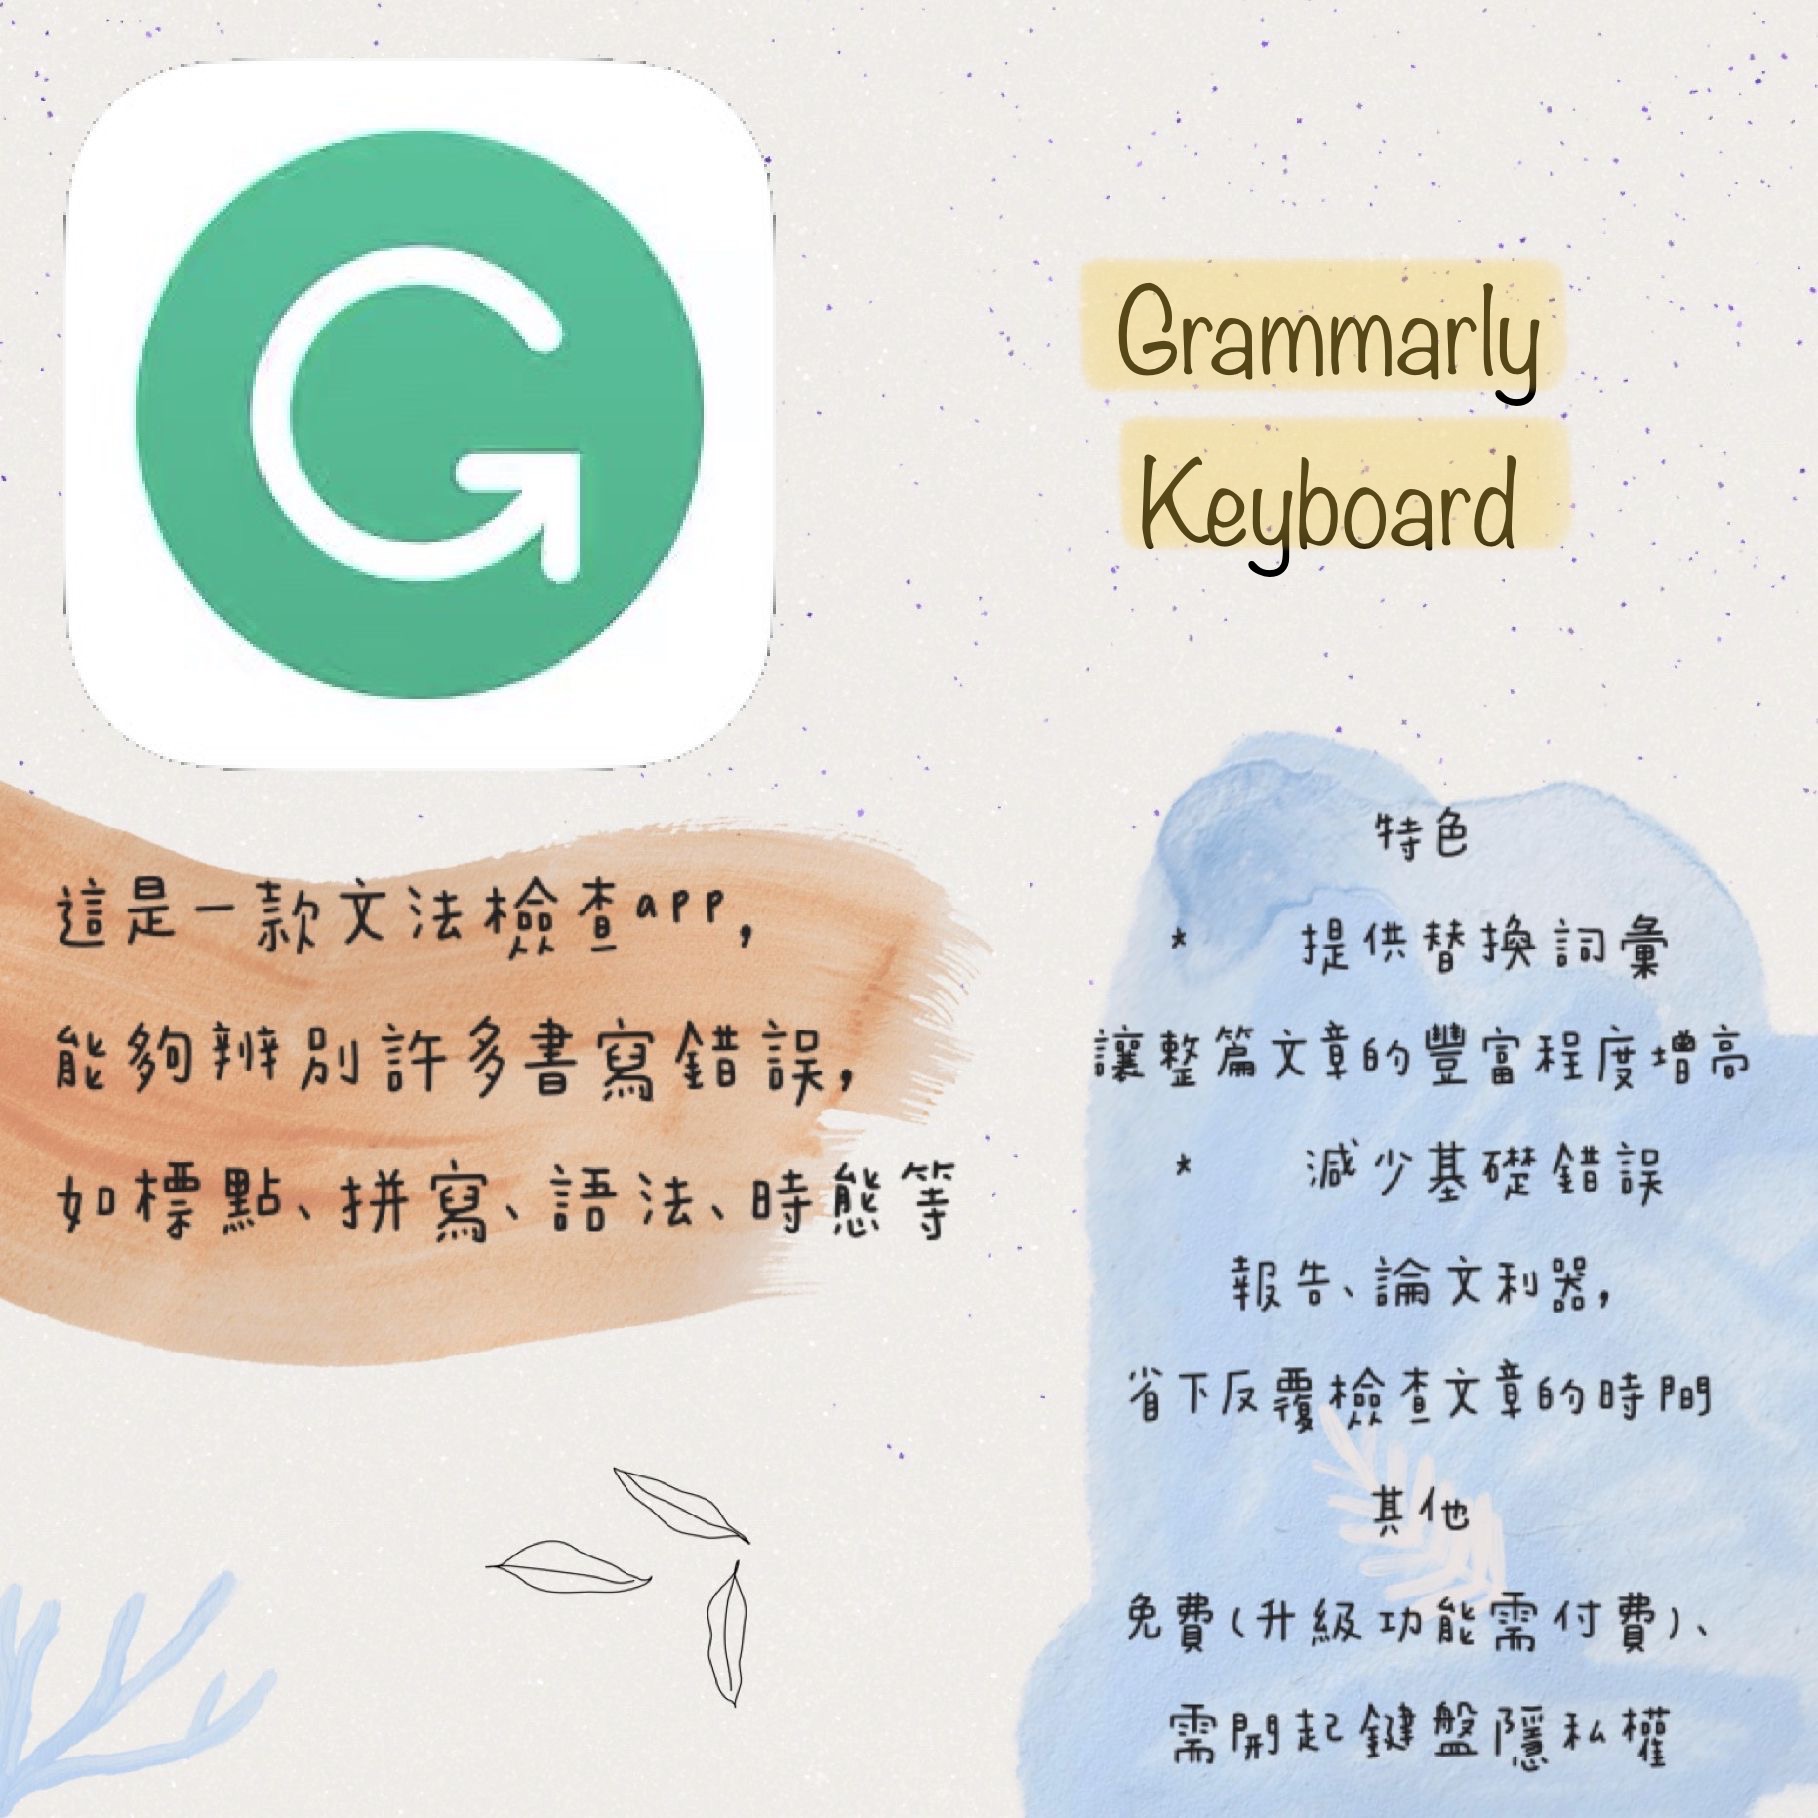 Grammarly
Keyboard
這是一款文法檢查app,
能夠辨別許多書寫錯誤,
如標點、拼寫、語法、時態等
特色
* 提供替換詞彙
讓整篇文章的豐富程度增高
* 減少基礎錯誤
報告、論文利器,
省下反覆檢查文章的時間
其他
免費(升級功能需付費)、
需開起鍵盤隱私權